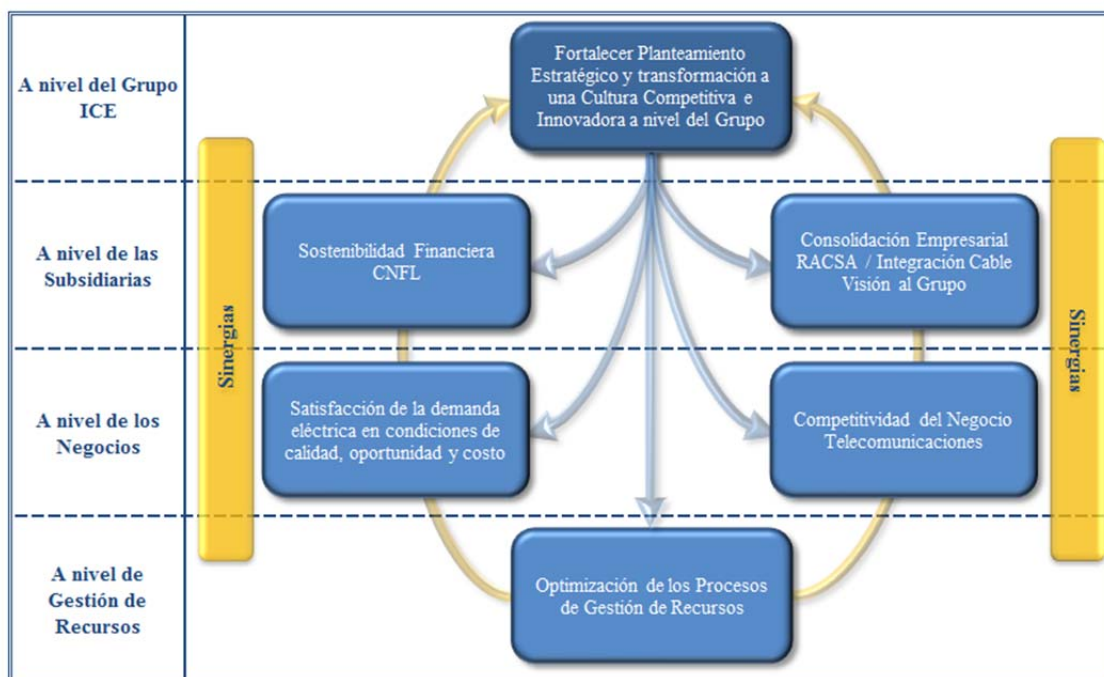 A nivel del Grupo
ICE
Fortalecer Planteamiento
Estratégico y transformación a
una Cultura Competitiva e
Innovadora a nivel del Grupo
Sinergias
Sinergias
A nivel de las
Subsidiarias
Sostenibilidad Financiera
CNFL
Consolidación Empresarial
RACSA / Integración Cable
Visión al Grupo
A nivel de los
Negocios
Satisfacción de la demanda
eléctrica en condiciones de
calidad, oportunidad y costo
Competitividad del Negocio
Telecomunicaciones
A nivel de
Gestión de
Recursos
Optimización de los Procesos
de Gestión de Recursos